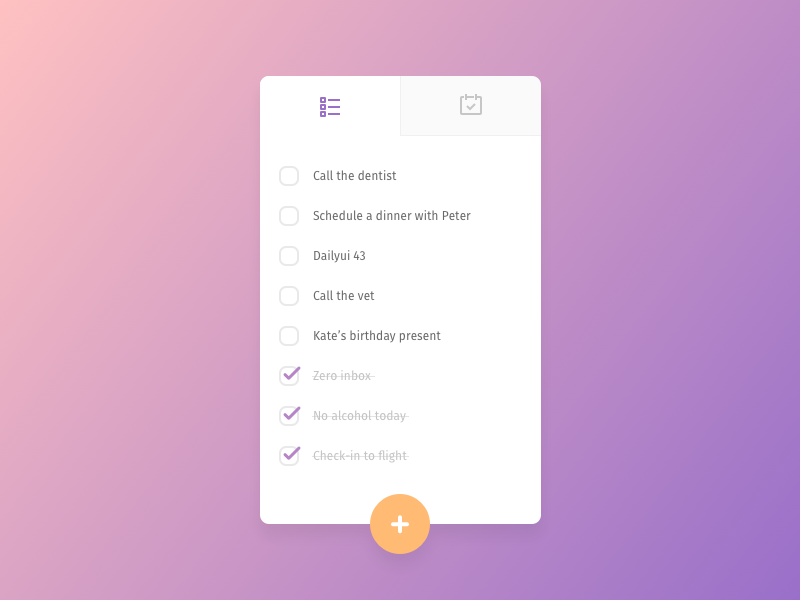 Call the dentist
Schedule a dinner with Peter
Dailyui 43
Call the vet
Kate's birthday present
Zero inbox
No alcohol today
Check-in to flight